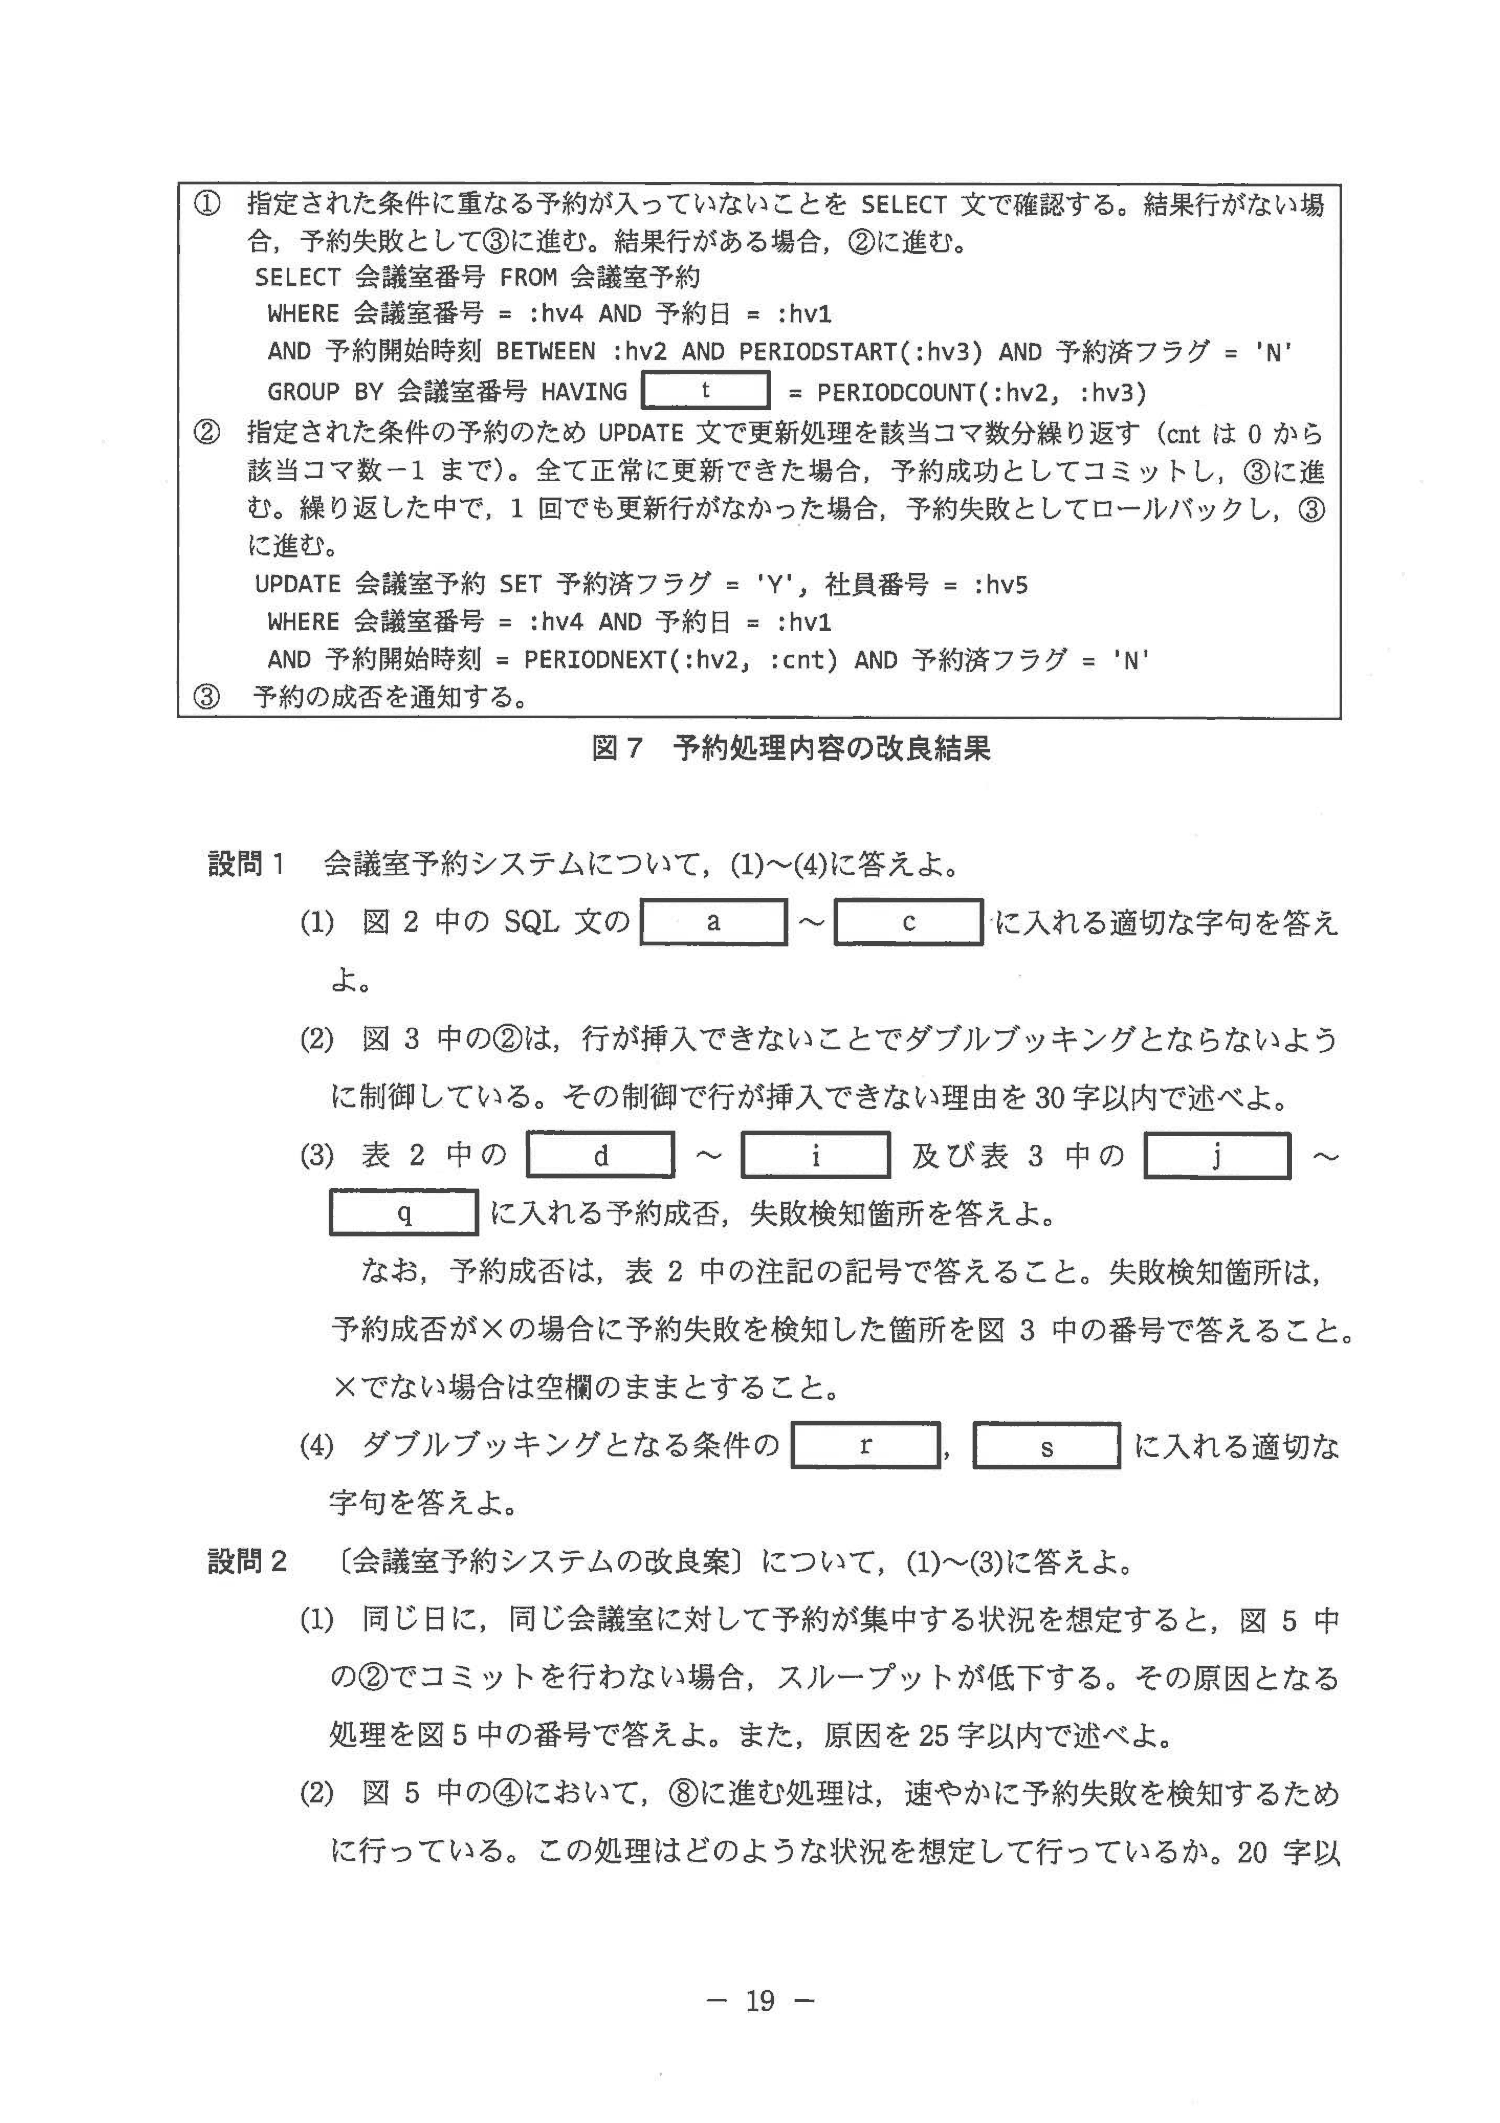 ① 指定された条件に重なる予約が入っていないことを SELECT 文で確認する。結果行がない場
合，予約失敗として③に進む。結果行がある場合，②に進む。
SELECT 会議室番号 FROM 会議室予約
WHERE 会議室番号 = :hv4 AND 予約日 = :hv1
AND 予約開始時刻 BETWEEN :hv2 AND PERIODSTART(:hv3) AND 予約済フラグ = 'N'
GROUP BY 会議室番号 HAVING t = PERIODCOUNT(:hv2, :hv3)
② 指定された条件の予約のため UPDATE 文で更新処理を該当コマ数分繰り返す（cnt は 0 から
該当コマ数－1 まで）。全て正常に更新できた場合，予約成功としてコミットし，③に進
む。繰り返した中で，1 回でも更新行がなかった場合，予約失敗としてロールバックし，③
に進む。
UPDATE 会議室予約 SET 予約済フラグ = 'Y', 社員番号 = :hv5
WHERE 会議室番号 = :hv4 AND 予約日 = :hv1
AND 予約開始時刻 = PERIODNEXT(:hv2, :cnt) AND 予約済フラグ = 'N'
③ 予約の成否を通知する。
図７ 予約処理内容の改良結果
設問１ 会議室予約システムについて，(1)～(4)に答えよ。
(1) 図 2 中の SQL 文の a ～ c に入れる適切な字句を答え
よ。
(2) 図 3 中の②は，行が挿入できないことでダブルブッキングとならないよう
に制御している。その制御で行が挿入できない理由を 30 字以内で述べよ。
(3) 表 2 中の d ～ i 及び表 3 中の j ～
q に入れる予約成否，失敗検知箇所を答えよ。
なお，予約成否は，表 2 中の注記の記号で答えること。失敗検知箇所は，
予約成否が×の場合に予約失敗を検知した箇所を図 3 中の番号で答えること。
×でない場合は空欄のままとすること。
(4) ダブルブッキングとなる条件の r ， s に入れる適切な
字句を答えよ。
設問２ 〔会議室予約システムの改良案〕について，(1)～(3)に答えよ。
(1) 同じ日に，同じ会議室に対して予約が集中する状況を想定すると，図 5 中
の②でコミットを行わない場合，スループットが低下する。その原因となる
処理を図 5 中の番号で答えよ。また，原因を 25 字以内で述べよ。
(2) 図 5 中の④において，⑧に進む処理は，速やかに予約失敗を検知するため
に行っている。この処理はどのような状況を想定して行っているか。20 字以
－ 19 －